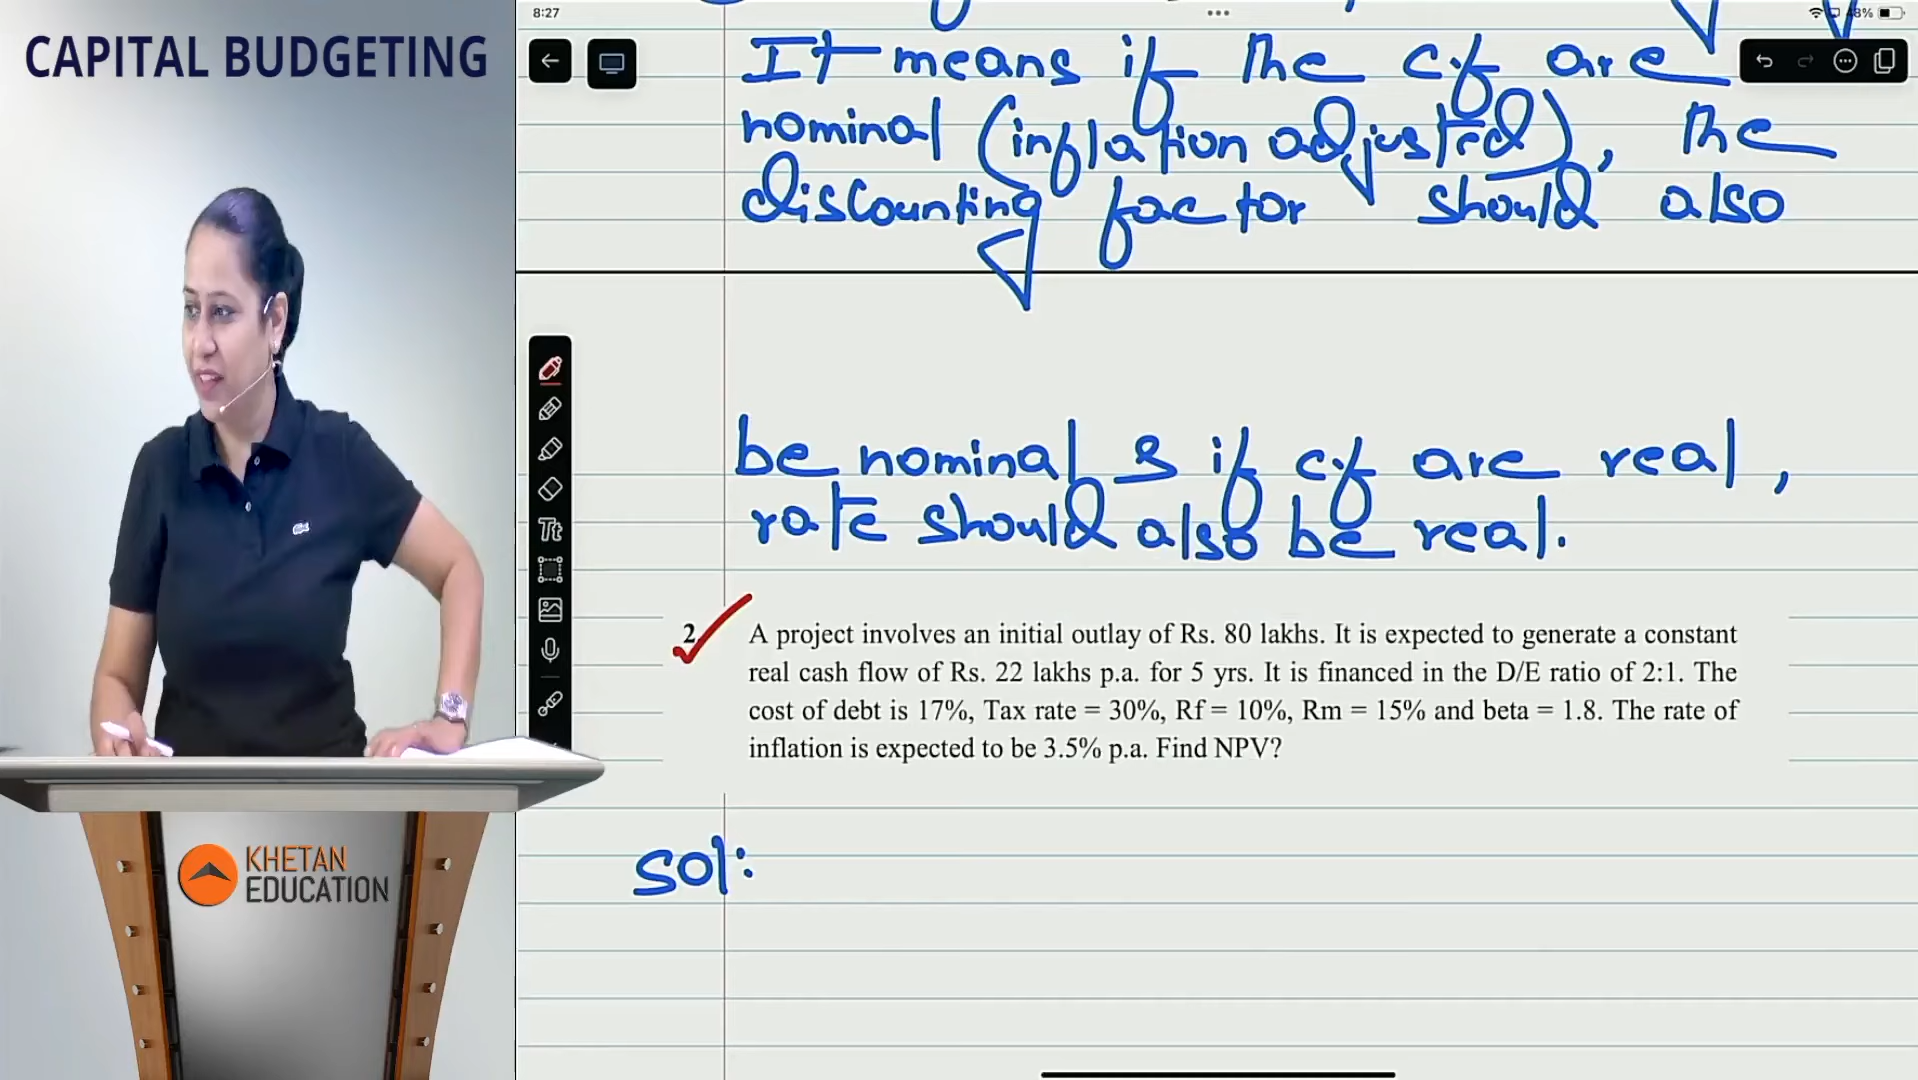 CAPITAL BUDGETING
8:27
48%
It means if the c.f are
nominal (inflation adjusted), the
discounting factor should also
be nominal & if c.f are real,
rate should also be real.
2. A project involves an initial outlay of Rs. 80 lakhs. It is expected to generate a constant
real cash flow of Rs. 22 lakhs p.a. for 5 yrs. It is financed in the D/E ratio of 2:1. The
cost of debt is 17%, Tax rate = 30%, Rf = 10%, Rm = 15% and beta = 1.8. The rate of
inflation is expected to be 3.5% p.a. Find NPV?
Sol:
Tt
KHETAN
EDUCATION